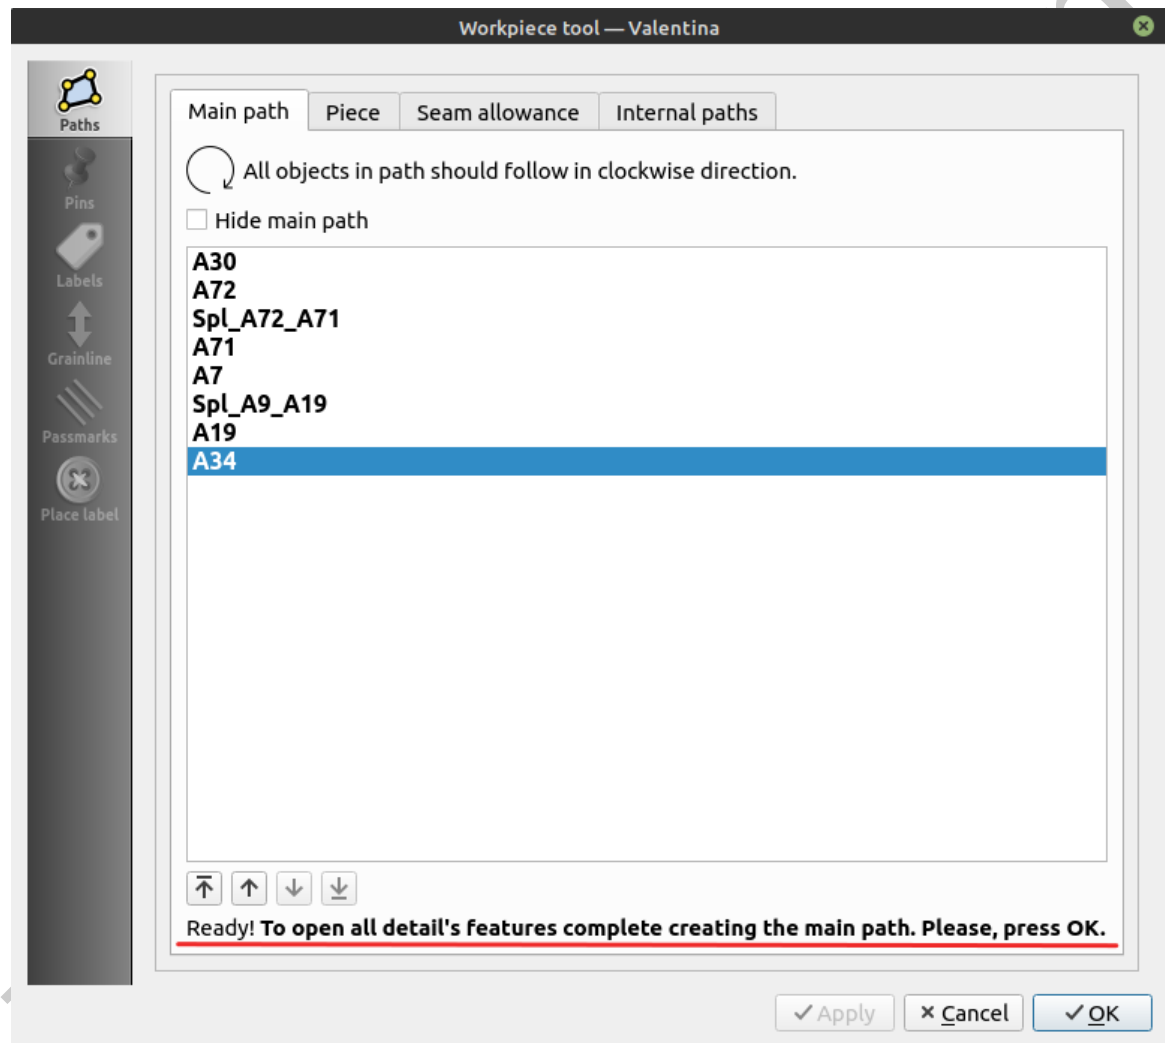 Workpiece tool — Valentina
Paths
Pins
Labels
Grainline
Passmarks
Place label
Main path
Piece
Seam allowance
Internal paths
All objects in path should follow in clockwise direction.
Hide main path
A30
A72
Spl_A72_A71
A71
A7
Spl_A9_A19
A19
A34
Ready! To open all detail's features complete creating the main path. Please, press OK.
Apply
Cancel
OK